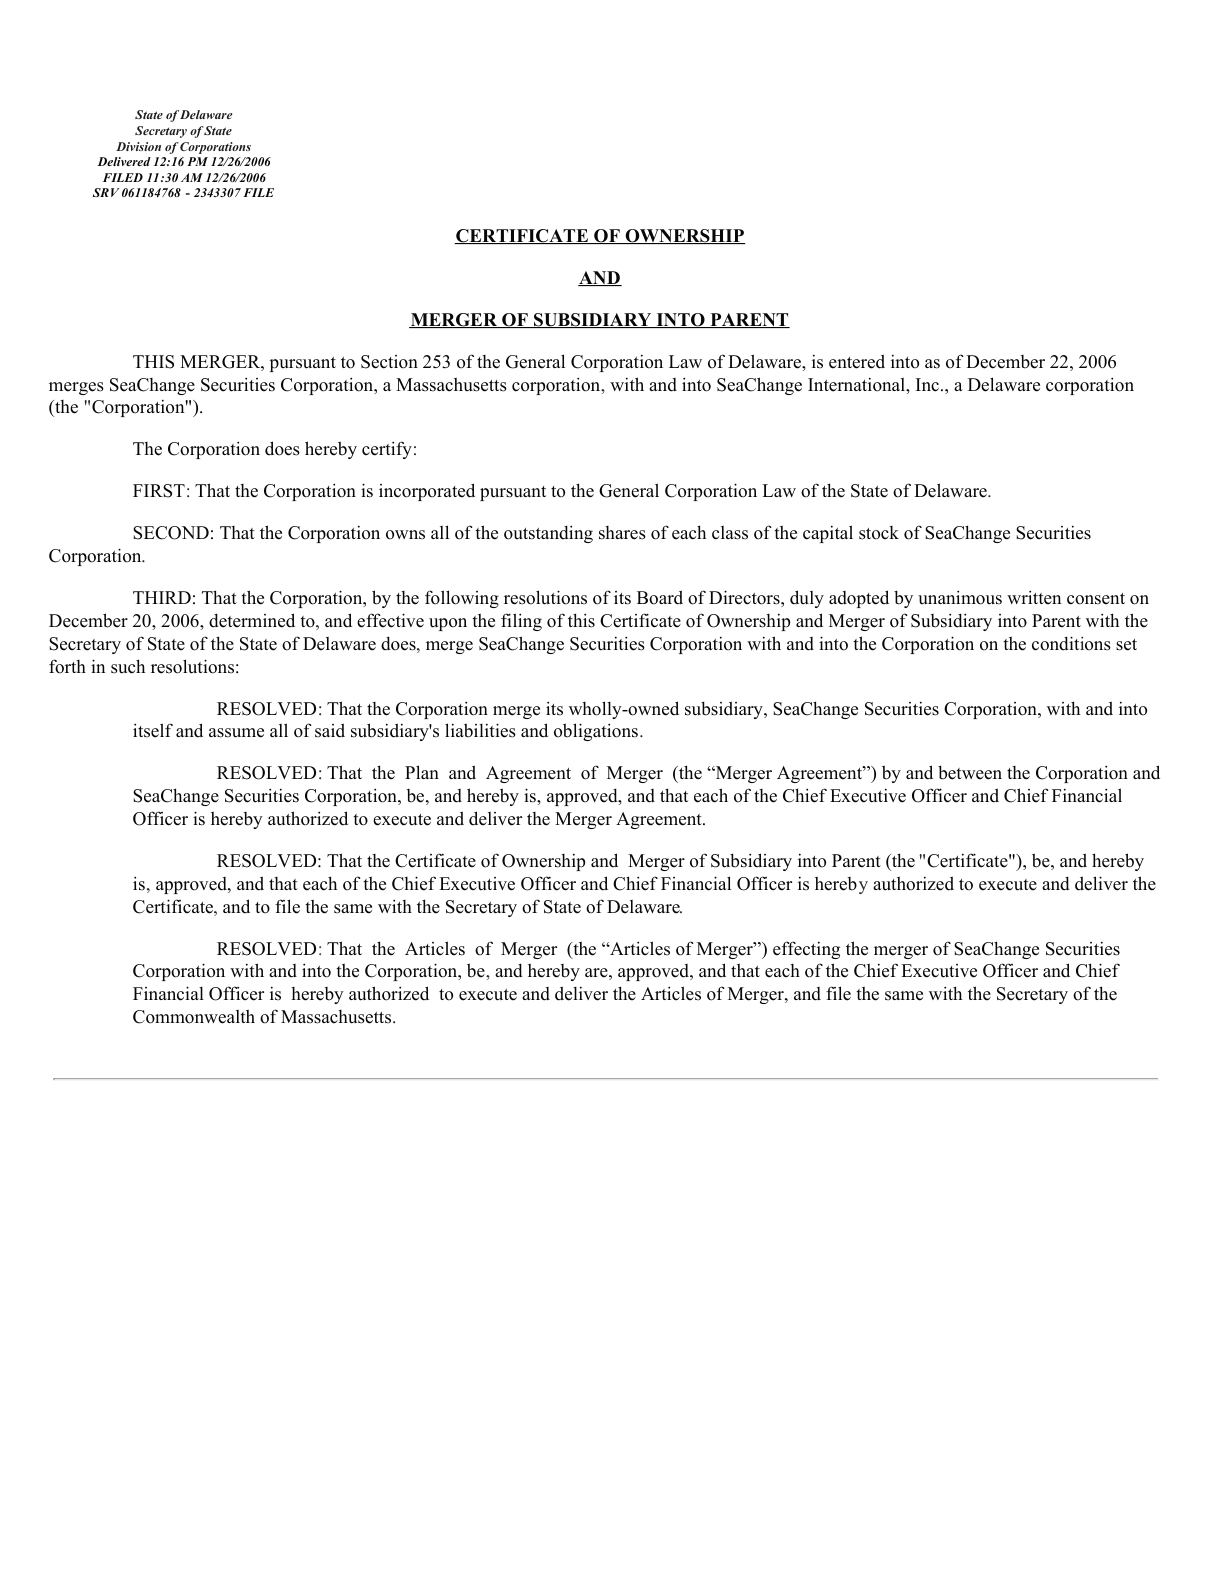 State of Delaware
Secretary of State
Division of Corporations
Delivered 12:16 PM 12/26/2006
FILED 11:30 AM 12/26/2006
SRV 061184768 - 2343307 FILE
CERTIFICATE OF OWNERSHIP
AND
MERGER OF SUBSIDIARY INTO PARENT
THIS MERGER, pursuant to Section 253 of the General Corporation Law of Delaware, is entered into as of December 22, 2006
merges SeaChange Securities Corporation, a Massachusetts corporation, with and into SeaChange International, Inc., a Delaware corporation
(the "Corporation").
The Corporation does hereby certify:
FIRST: That the Corporation is incorporated pursuant to the General Corporation Law of the State of Delaware.
SECOND: That the Corporation owns all of the outstanding shares of each class of the capital stock of SeaChange Securities
Corporation.
THIRD: That the Corporation, by the following resolutions of its Board of Directors, duly adopted by unanimous written consent on
December 20, 2006, determined to, and effective upon the filing of this Certificate of Ownership and Merger of Subsidiary into Parent with the
Secretary of State of the State of Delaware does, merge SeaChange Securities Corporation with and into the Corporation on the conditions set
forth in such resolutions:
RESOLVED: That the Corporation merge its wholly-owned subsidiary, SeaChange Securities Corporation, with and into
itself and assume all of said subsidiary's liabilities and obligations.
RESOLVED: That the Plan and Agreement of Merger (the “Merger Agreement”) by and between the Corporation and
SeaChange Securities Corporation, be, and hereby is, approved, and that each of the Chief Executive Officer and Chief Financial
Officer is hereby authorized to execute and deliver the Merger Agreement.
RESOLVED: That the Certificate of Ownership and Merger of Subsidiary into Parent (the "Certificate"), be, and hereby
is, approved, and that each of the Chief Executive Officer and Chief Financial Officer is hereby authorized to execute and deliver the
Certificate, and to file the same with the Secretary of State of Delaware.
RESOLVED: That the Articles of Merger (the “Articles of Merger”) effecting the merger of SeaChange Securities
Corporation with and into the Corporation, be, and hereby are, approved, and that each of the Chief Executive Officer and Chief
Financial Officer is hereby authorized to execute and deliver the Articles of Merger, and file the same with the Secretary of the
Commonwealth of Massachusetts.